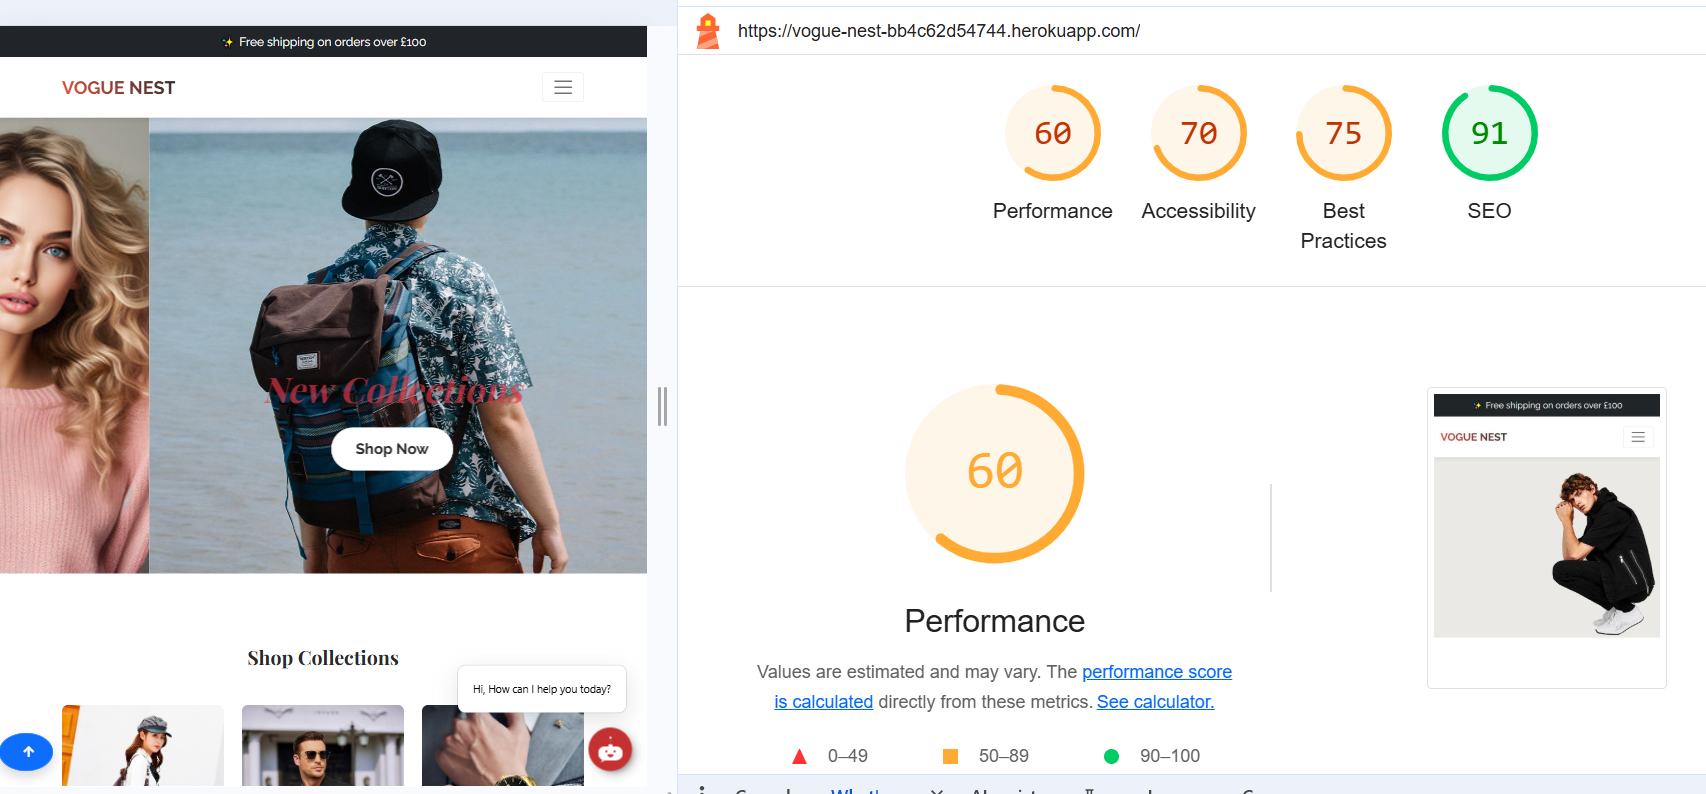 ✨ Free shipping on orders over £100
VOGUE NEST
New Collections
Shop Now
Shop Collections
Hi, How can I help you today?
https://vogue-nest-bb4c62d54744.herokuapp.com/
60
70
75
91
Performance
Accessibility
Best
Practices
SEO
60
Performance
Values are estimated and may vary. The performance score
is calculated directly from these metrics. See calculator.
0–49
50–89
90–100
✨ Free shipping on orders over £100
VOGUE NEST